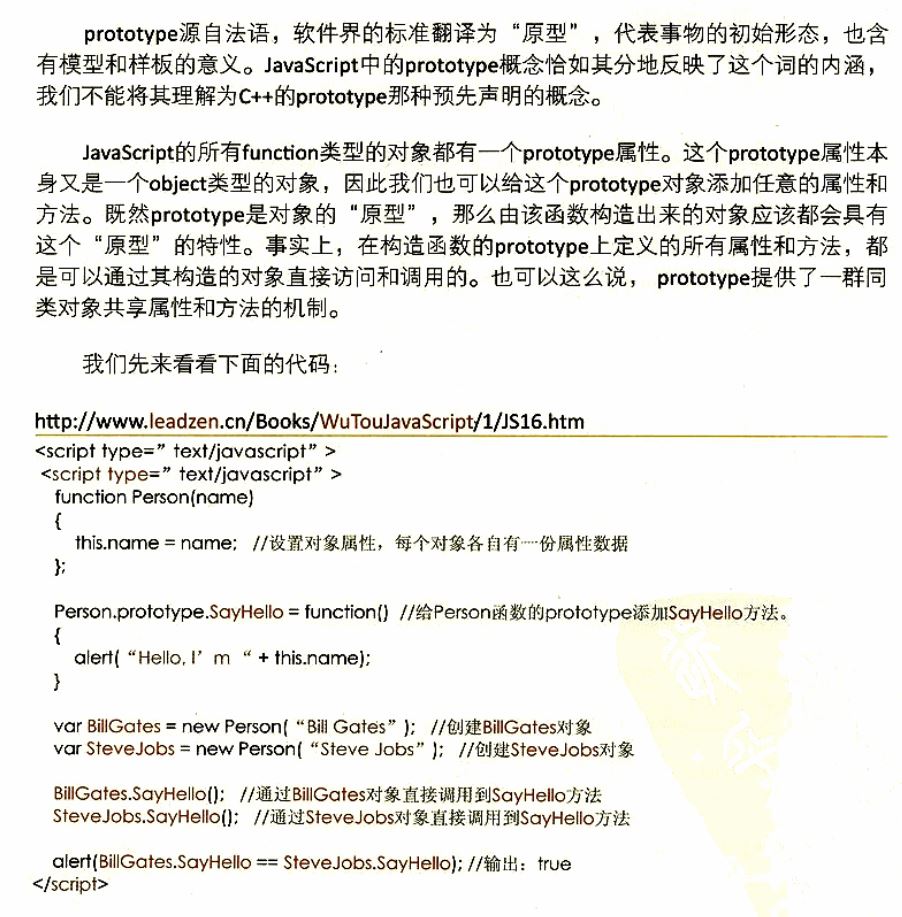 prototype源自法语，软件界的标准翻译为“原型”，代表事物的初始形态，也含
有模型和样板的意义。JavaScript中的prototype概念恰如其分地反映了这个词的内涵，
我们不能将其理解为C++的prototype那种预先声明的概念。
JavaScript的所有function类型的对象都有一个prototype属性。这个prototype属性本
身又是一个object类型的对象，因此我们也可以给这个prototype对象添加任意的属性和
方法。既然prototype是对象的“原型”，那么由该函数构造出来的对象应该都会具有
这个“原型”的特性。事实上，在构造函数的prototype上定义的所有属性和方法，都
是可以通过其构造的对象直接访问和调用的。也可以这么说， prototype提供了一群同
类对象共享属性和方法的机制。
我们先来看看下面的代码：
http://www.leadzen.cn/Books/WuTouJavaScript/1/JS16.htm
<script type=” text/javascript” >
<script type=” text/javascript” >
function Person(name)
{
this.name = name; //设置对象属性，每个对象各自有一份属性数据
};
Person.prototype.SayHello = function() //给Person函数的prototype添加SayHello方法。
{
alert( “Hello, I’ m “ + this.name);
}
var BillGates = new Person( “Bill Gates” ); //创建BillGates对象
var SteveJobs = new Person( “Steve Jobs” ); //创建SteveJobs对象
BillGates.SayHello(); //通过BillGates对象直接调用到SayHello方法
SteveJobs.SayHello(); //通过SteveJobs对象直接调用到SayHello方法
alert(BillGates.SayHello == SteveJobs.SayHello); //输出：true
</script>